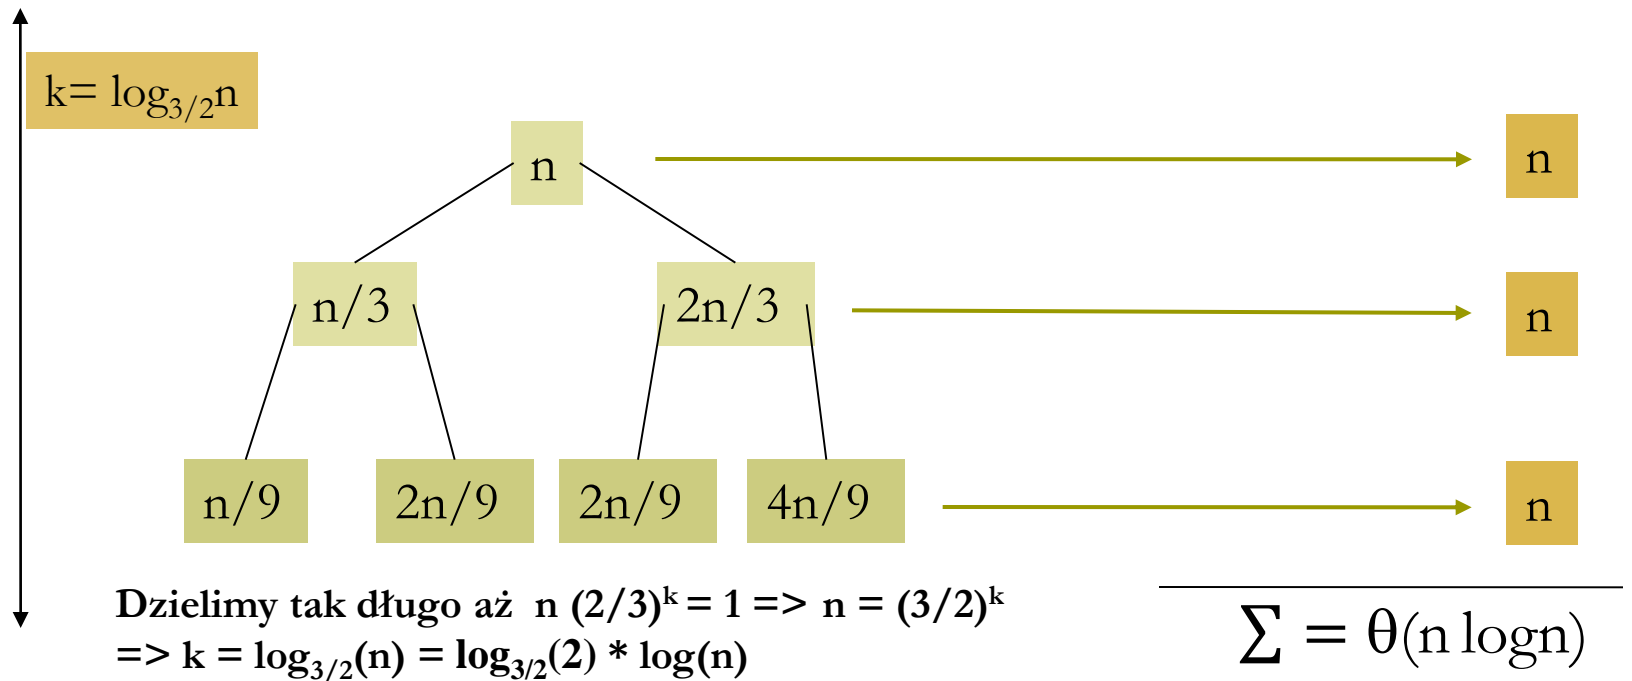 k= log₃/₂n
n
n
n/3
2n/3
n
n/9
2n/9
2n/9
4n/9
n
Dzielimy tak długo aż n (2/3)ᵏ = 1 => n = (3/2)ᵏ
=> k = log₃/₂(n) = log₃/₂(2) * log(n)
∑ = θ(n logn)